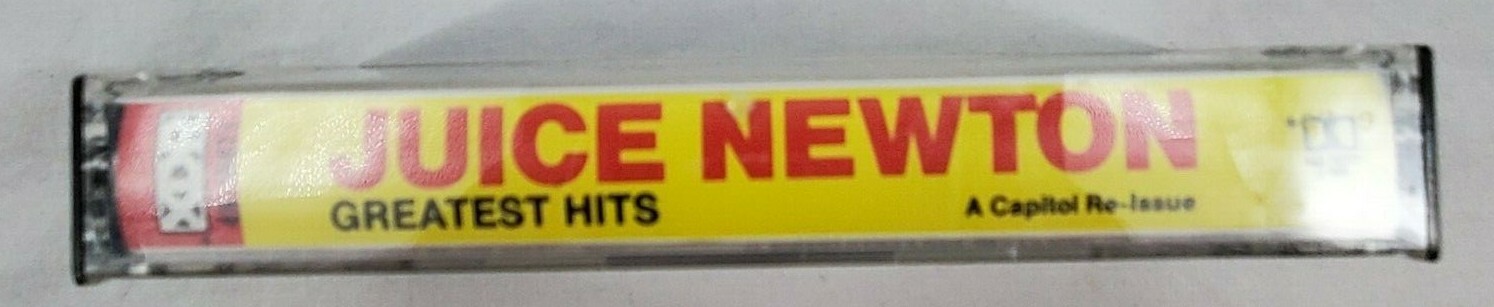 JUICE NEWTON
GREATEST HITS
A Capitol Re-Issue